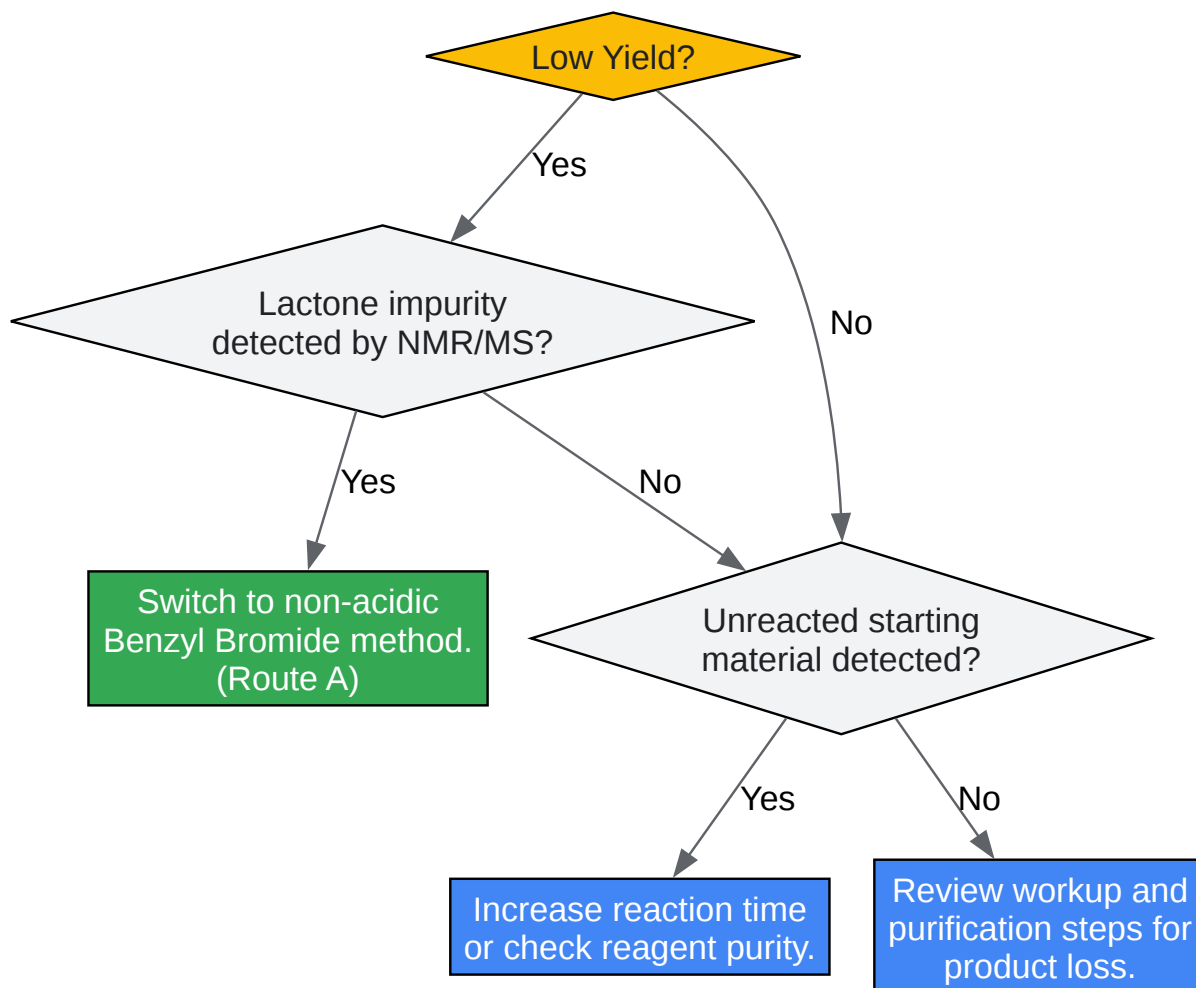 Low Yield?
Yes
No
Lactone impurity
detected by NMR/MS?
Yes
No
Switch to non-acidic
Benzyl Bromide method.
(Route A)
Unreacted starting
material detected?
Yes
No
Increase reaction time
or check reagent purity.
Review workup and
purification steps for
product loss.